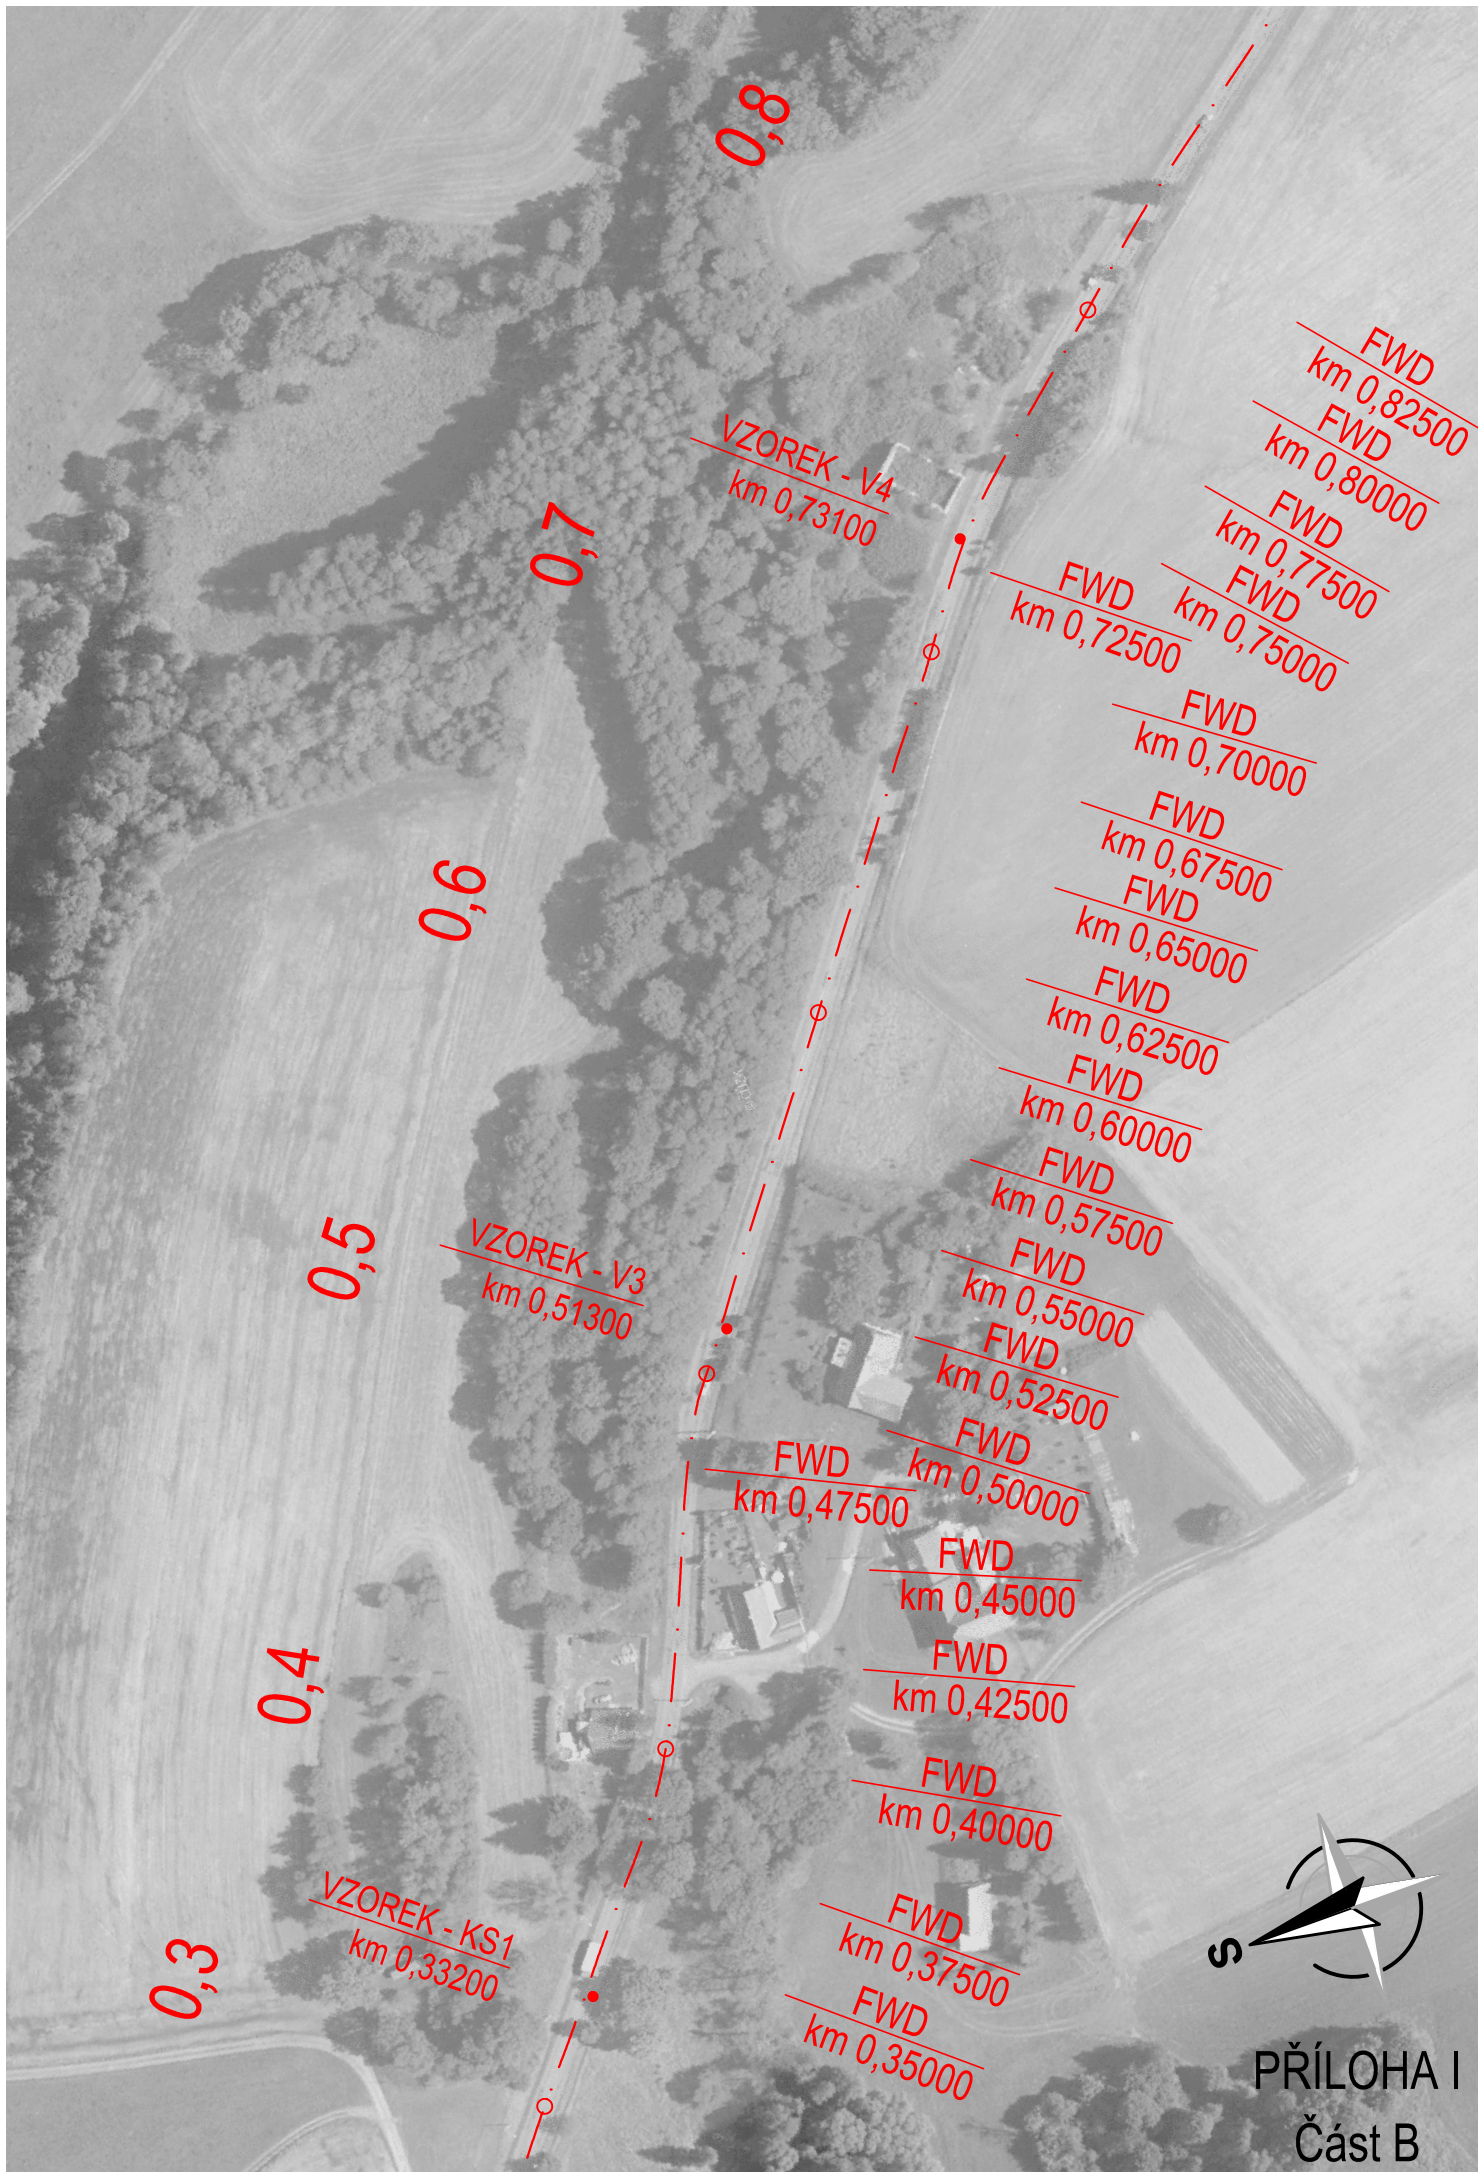 0,8
FWD
km 0,82500
FWD
km 0,80000
VZOREK - V4
km 0,73100
FWD
km 0,77500
0,7
FWD
km 0,75000
FWD
km 0,72500
FWD
km 0,70000
FWD
km 0,67500
0,6
FWD
km 0,65000
FWD
km 0,62500
FWD
km 0,60000
FWD
km 0,57500
0,5
VZOREK - V3
km 0,51300
FWD
km 0,55000
FWD
km 0,52500
FWD
km 0,50000
FWD
km 0,47500
FWD
km 0,45000
0,4
FWD
km 0,42500
FWD
km 0,40000
VZOREK - KS1
km 0,33200
0,3
FWD
km 0,37500
FWD
km 0,35000
S
PŘÍLOHA I
Část B